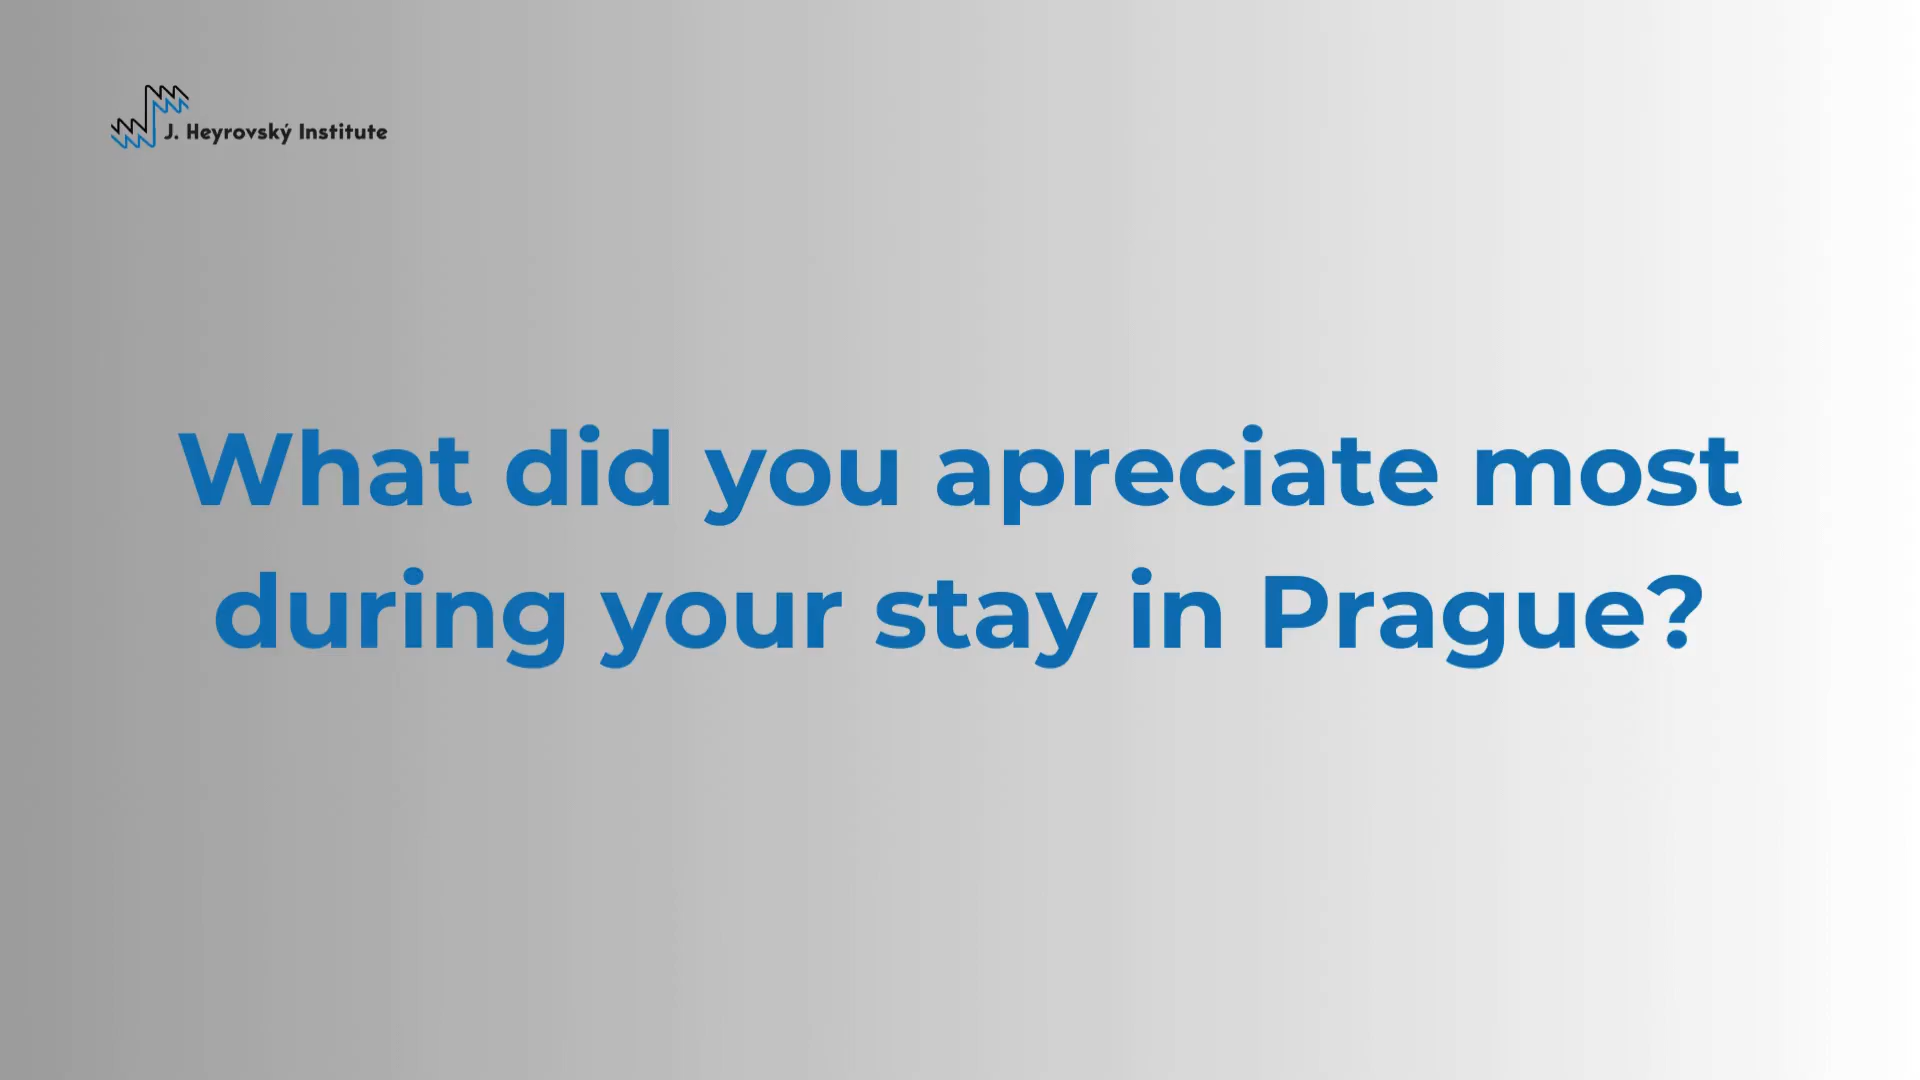 J. Heyrovský Institute
What did you apreciate most
during your stay in Prague?